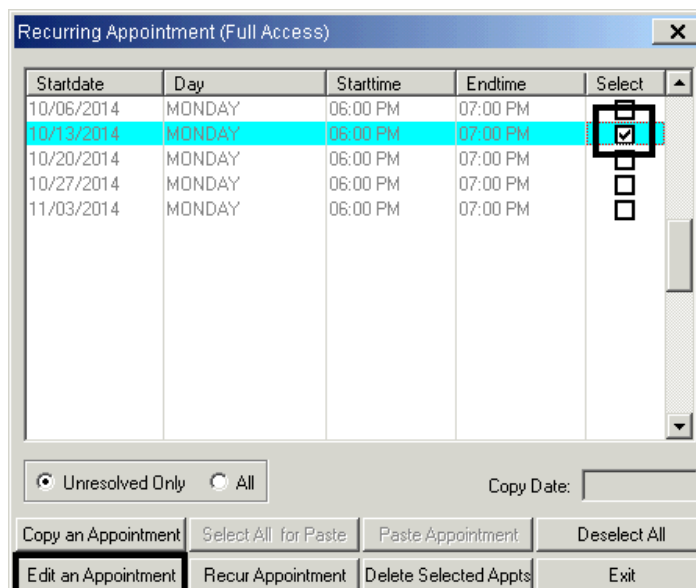 Recurring Appointment (Full Access)
Startdate Day Starttime Endtime Select
10/06/2014 MONDAY 06:00 PM 07:00 PM
10/13/2014 MONDAY 06:00 PM 07:00 PM
10/20/2014 MONDAY 06:00 PM 07:00 PM
10/27/2014 MONDAY 06:00 PM 07:00 PM
11/03/2014 MONDAY 06:00 PM 07:00 PM
Unresolved Only All Copy Date:
Copy an Appointment Select All for Paste Paste Appointment Deselect All
Edit an Appointment Recur Appointment Delete Selected Appts Exit